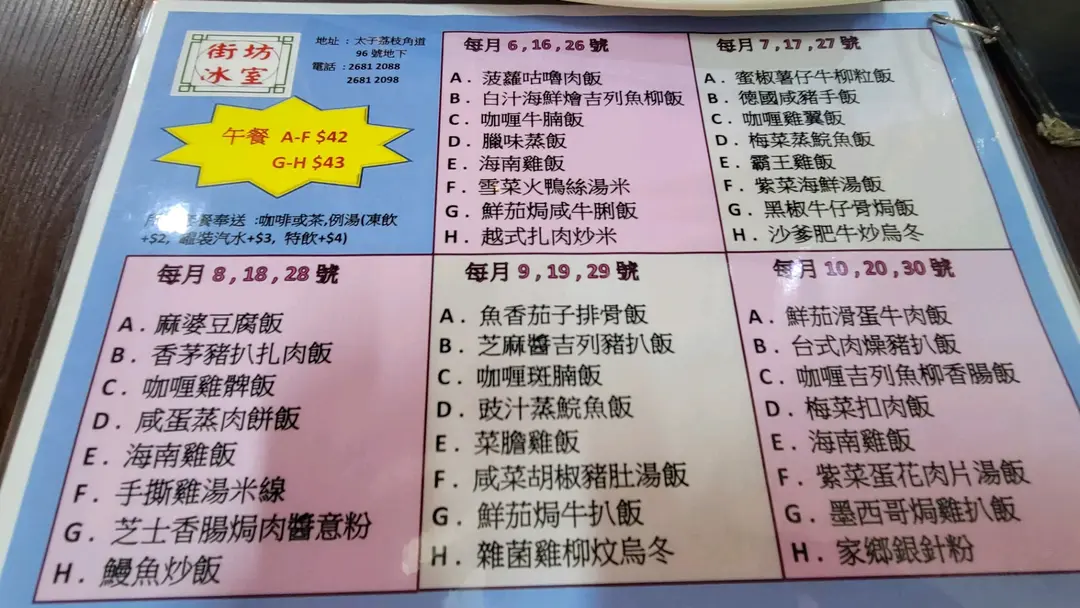 街坊
冰室
地址 : 太子荔枝角道
96 號地下
電話 : 2681 2088
2681 2098
午餐 A-F $42
G-H $43
餐奉送 :咖啡或茶,例湯(凍飲
+$2, 罐裝汽水+$3, 特飲+$4)
每月 6 , 16 , 26 號
A . 菠蘿咕嚕肉飯
B . 白汁海鮮燴吉列魚柳飯
C . 咖喱牛腩飯
D . 臘味蒸飯
E . 海南雞飯
F . 雪菜火鴨絲湯米
G . 鮮茄焗咸牛脷飯
H . 越式扎肉炒米
每月 7 , 17 , 27 號
A . 蜜椒薯仔牛柳粒飯
B . 德國咸豬手飯
C . 咖喱雞翼飯
D . 梅菜蒸鯇魚飯
E . 霸王雞飯
F . 紫菜海鮮湯飯
G . 黑椒牛仔骨焗飯
H . 沙爹肥牛炒烏冬
每月 8 , 18 , 28 號
A . 麻婆豆腐飯
B . 香茅豬扒扎肉飯
C . 咖喱雞髀飯
D . 咸蛋蒸肉餅飯
E . 海南雞飯
F . 手撕雞湯米線
G . 芝士香腸焗肉醬意粉
H . 鰻魚炒飯
每月 9 , 19 , 29 號
A . 魚香茄子排骨飯
B . 芝麻醬吉列豬扒飯
C . 咖喱斑腩飯
D . 豉汁蒸鯇魚飯
E . 菜膽雞飯
F . 咸菜胡椒豬肚湯飯
G . 鮮茄焗牛扒飯
H . 雜菌雞柳炆烏冬
每月 10 , 20 , 30 號
A . 鮮茄滑蛋牛肉飯
B . 台式肉燥豬扒飯
C . 咖喱吉列魚柳香腸飯
D . 梅菜扣肉飯
E . 海南雞飯
F . 紫菜蛋花肉片湯飯
G . 墨西哥焗雞扒飯
H . 家鄉銀針粉